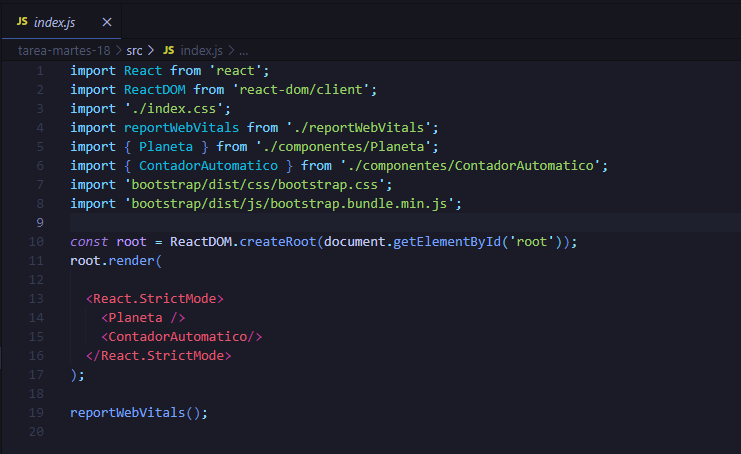 JS index.js ×
tarea-martes-18 > src > JS index.js > ...
1 import React from 'react';
2 import ReactDOM from 'react-dom/client';
3 import './index.css';
4 import reportWebVitals from './reportWebVitals';
5 import { Planeta } from './componentes/Planeta';
6 import { ContadorAutomatico } from './componentes/ContadorAutomatico';
7 import 'bootstrap/dist/css/bootstrap.css';
8 import 'bootstrap/dist/js/bootstrap.bundle.min.js';
9
10 const root = ReactDOM.createRoot(document.getElementById('root'));
11 root.render(
12
13   <React.StrictMode>
14     <Planeta />
15     <ContadorAutomatico/>
16   </React.StrictMode>
17 );
18
19 reportWebVitals();
20